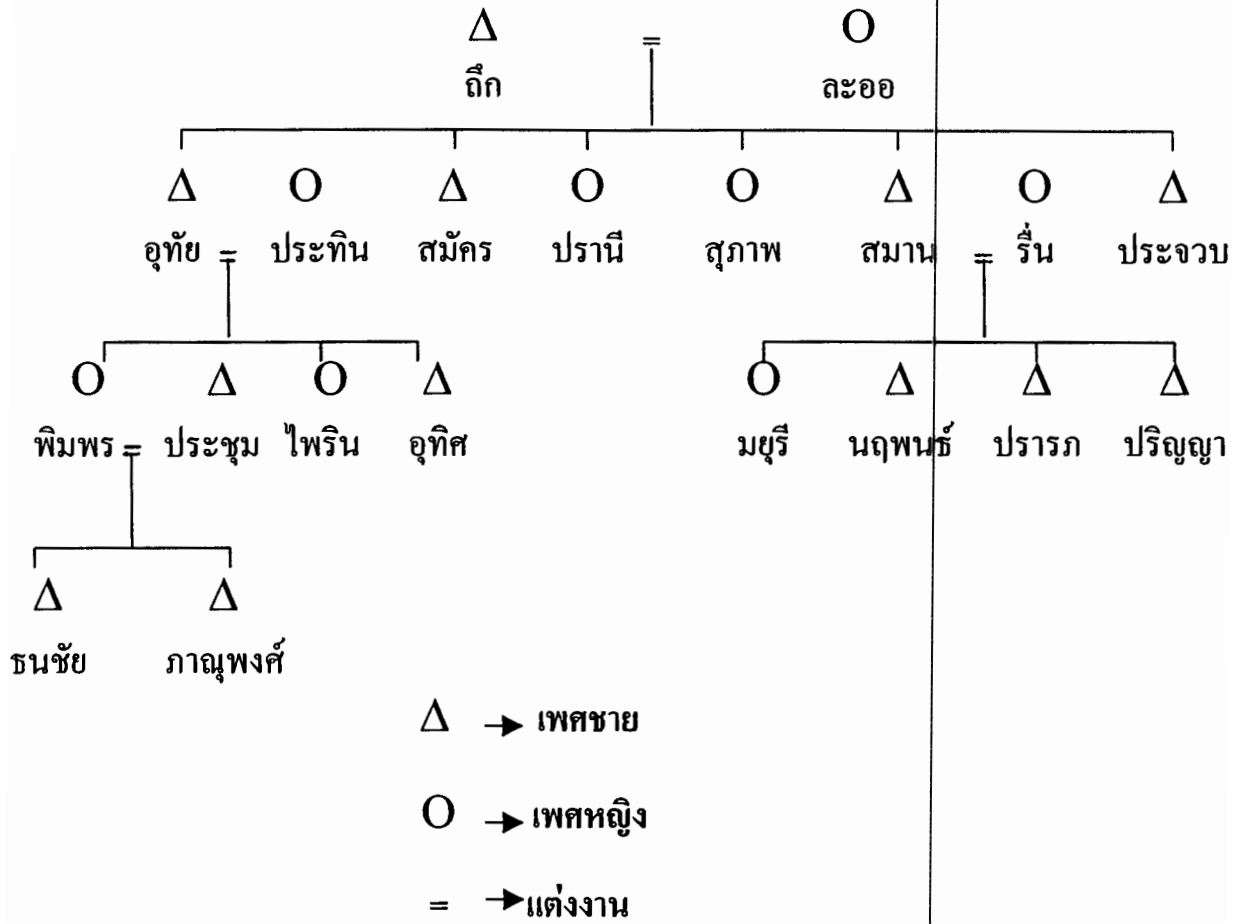 Δ = O
ถึก ละออ
Δ O Δ O O Δ O Δ
อุทัย = ประทิน สมัคร ปรานี สุภาพ สมาน = รื่น ประจวบ
O Δ O Δ O Δ Δ Δ
พิมพร = ประชุม ไพริน อุทิศ มยุรี นฤพนธ์ ปรารภ ปริญญา
Δ Δ
ธนชัย ภาณุพงศ์
Δ → เพศชาย
O → เพศหญิง
= → แต่งงาน